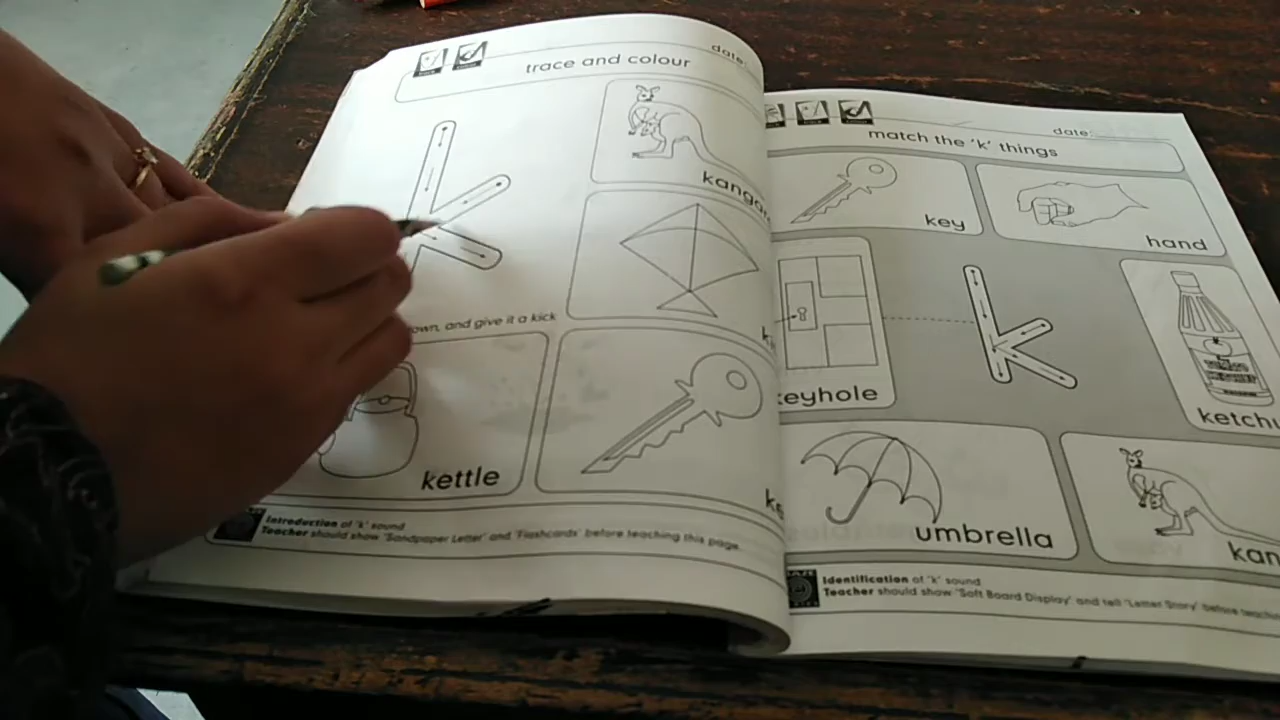 date:
trace and colour
k
own, and give it a kick
kettle
Introduction of 'k' sound
Teacher should show 'Sandpaper Letter' and 'Flashcards' before teaching this page.
date:
match the 'k' things
key
hand
k
eyhole
ketchu
umbrella
kan
Identification of 'k' sound
Teacher should show 'Soft Board Display' and tell 'Letter Story' before